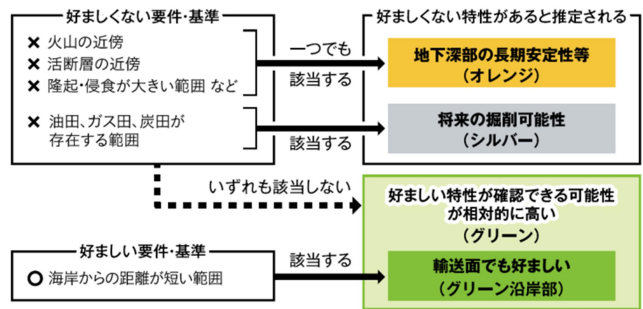 好ましくない要件・基準
× 火山の近傍
× 活断層の近傍
× 隆起・侵食が大きい範囲 など
× 油田、ガス田、炭田が
存在する範囲
一つでも
該当する
該当する
好ましくない特性があると推定される
地下深部の長期安定性等
（オレンジ）
将来の掘削可能性
（シルバー）
いずれも該当しない
好ましい特性が確認できる可能性
が相対的に高い
（グリーン）
好ましい要件・基準
○ 海岸からの距離が短い範囲
該当する
輸送面でも好ましい
（グリーン沿岸部）